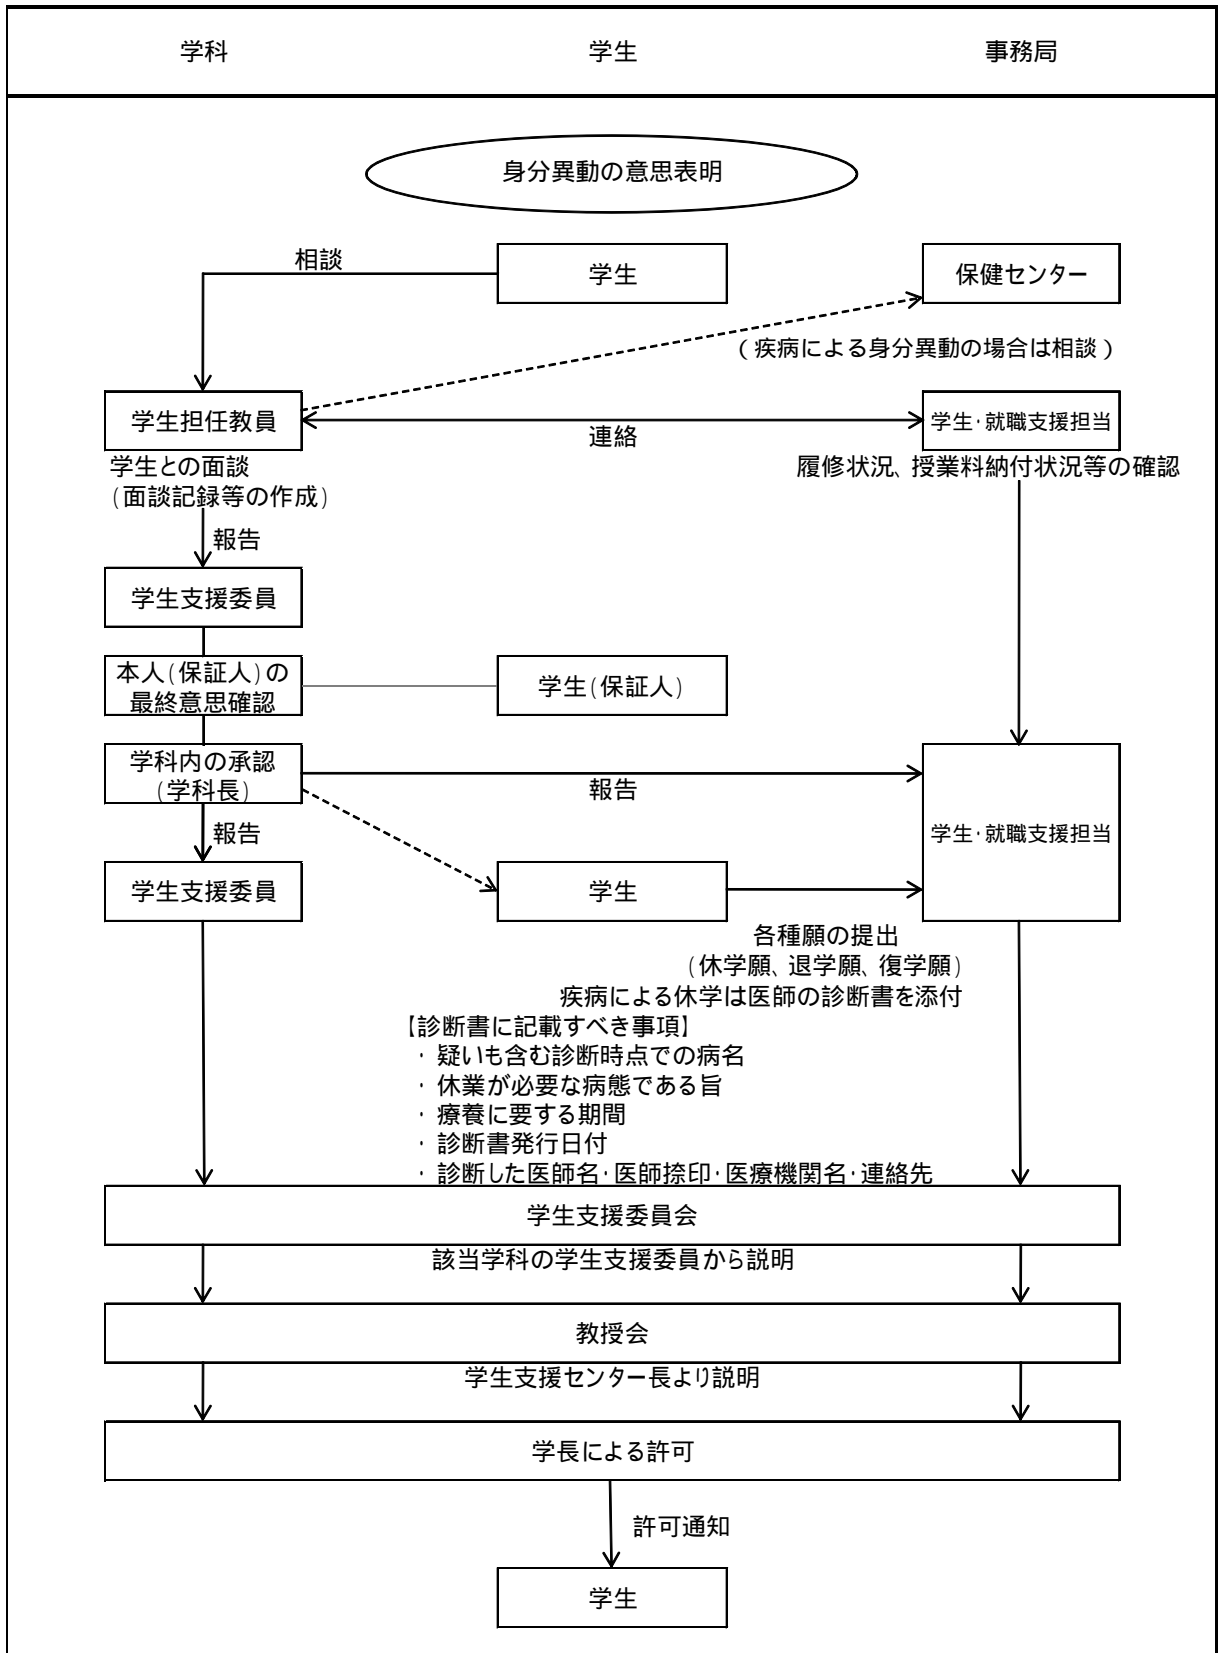 学科 学生 事務局
身分異動の意思表明
相談
学生
保健センター
(疾病による身分異動の場合は相談)
学生担任教員
連絡
学生・就職支援担当
学生との面談
(面談記録等の作成)
履修状況、授業料納付状況等の確認
報告
学生支援委員
本人(保証人)の
最終意思確認
学生(保証人)
学科内の承認
(学科長)
報告
学生・就職支援担当
報告
学生支援委員
学生
各種願の提出
(休学願、退学願、復学願)
疾病による休学は医師の診断書を添付
【診断書に記載すべき事項】
・疑いも含む診断時点での病名
・休業が必要な病態である旨
・療養に要する期間
・診断書発行日付
・診断した医師名・医師捺印・医療機関名・連絡先
学生支援委員会
該当学科の学生支援委員から説明
教授会
学生支援センター長より説明
学長による許可
許可通知
学生